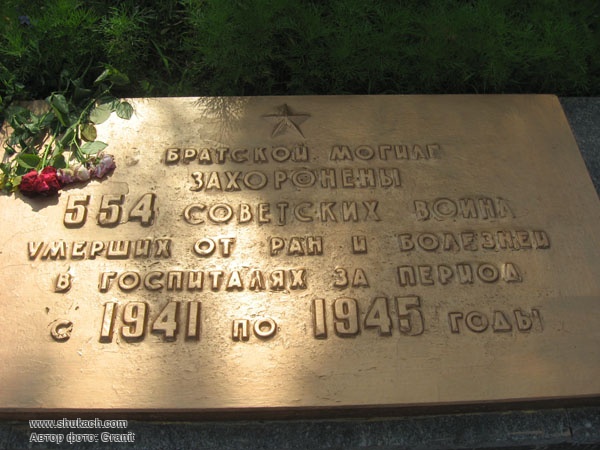 БРАТСКОЙ МОГИЛЕ
ЗАХОРОНЕНЫ
554 СОВЕТСКИХ ВОИНА
УМЕРШИХ ОТ РАН И БОЛЕЗНЕЙ
В ГОСПИТАЛЯХ ЗА ПЕРИОД
С 1941 ПО 1945 ГОДЫ
www.shukach.com
Автор фото: Granit